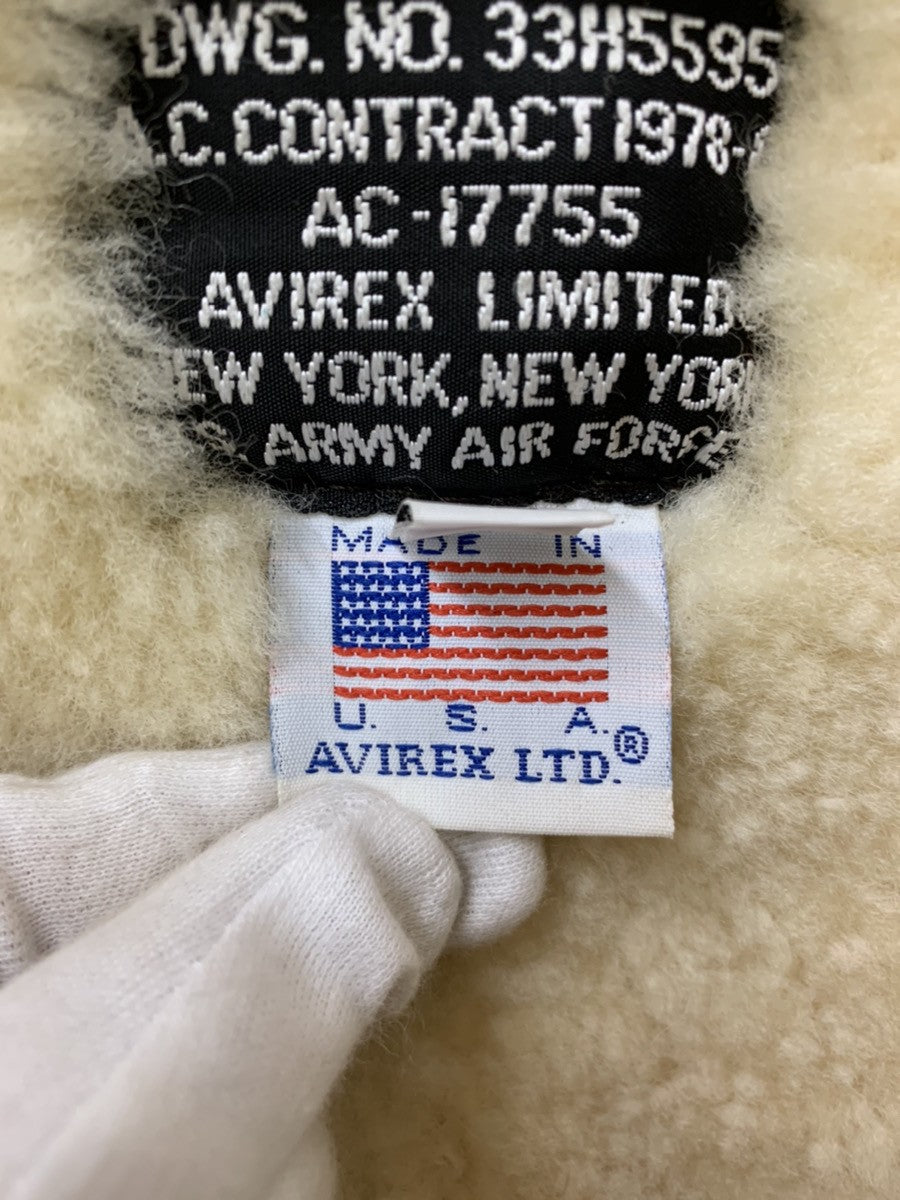 DWG. NO. 33H5595
.C. CONTRACT 1978-
AC-17755
AVIREX LIMITED
EW YORK, NEW YOR
S. ARMY AIR FORCE
MADE IN
U. S. A.
AVIREX LTD.®